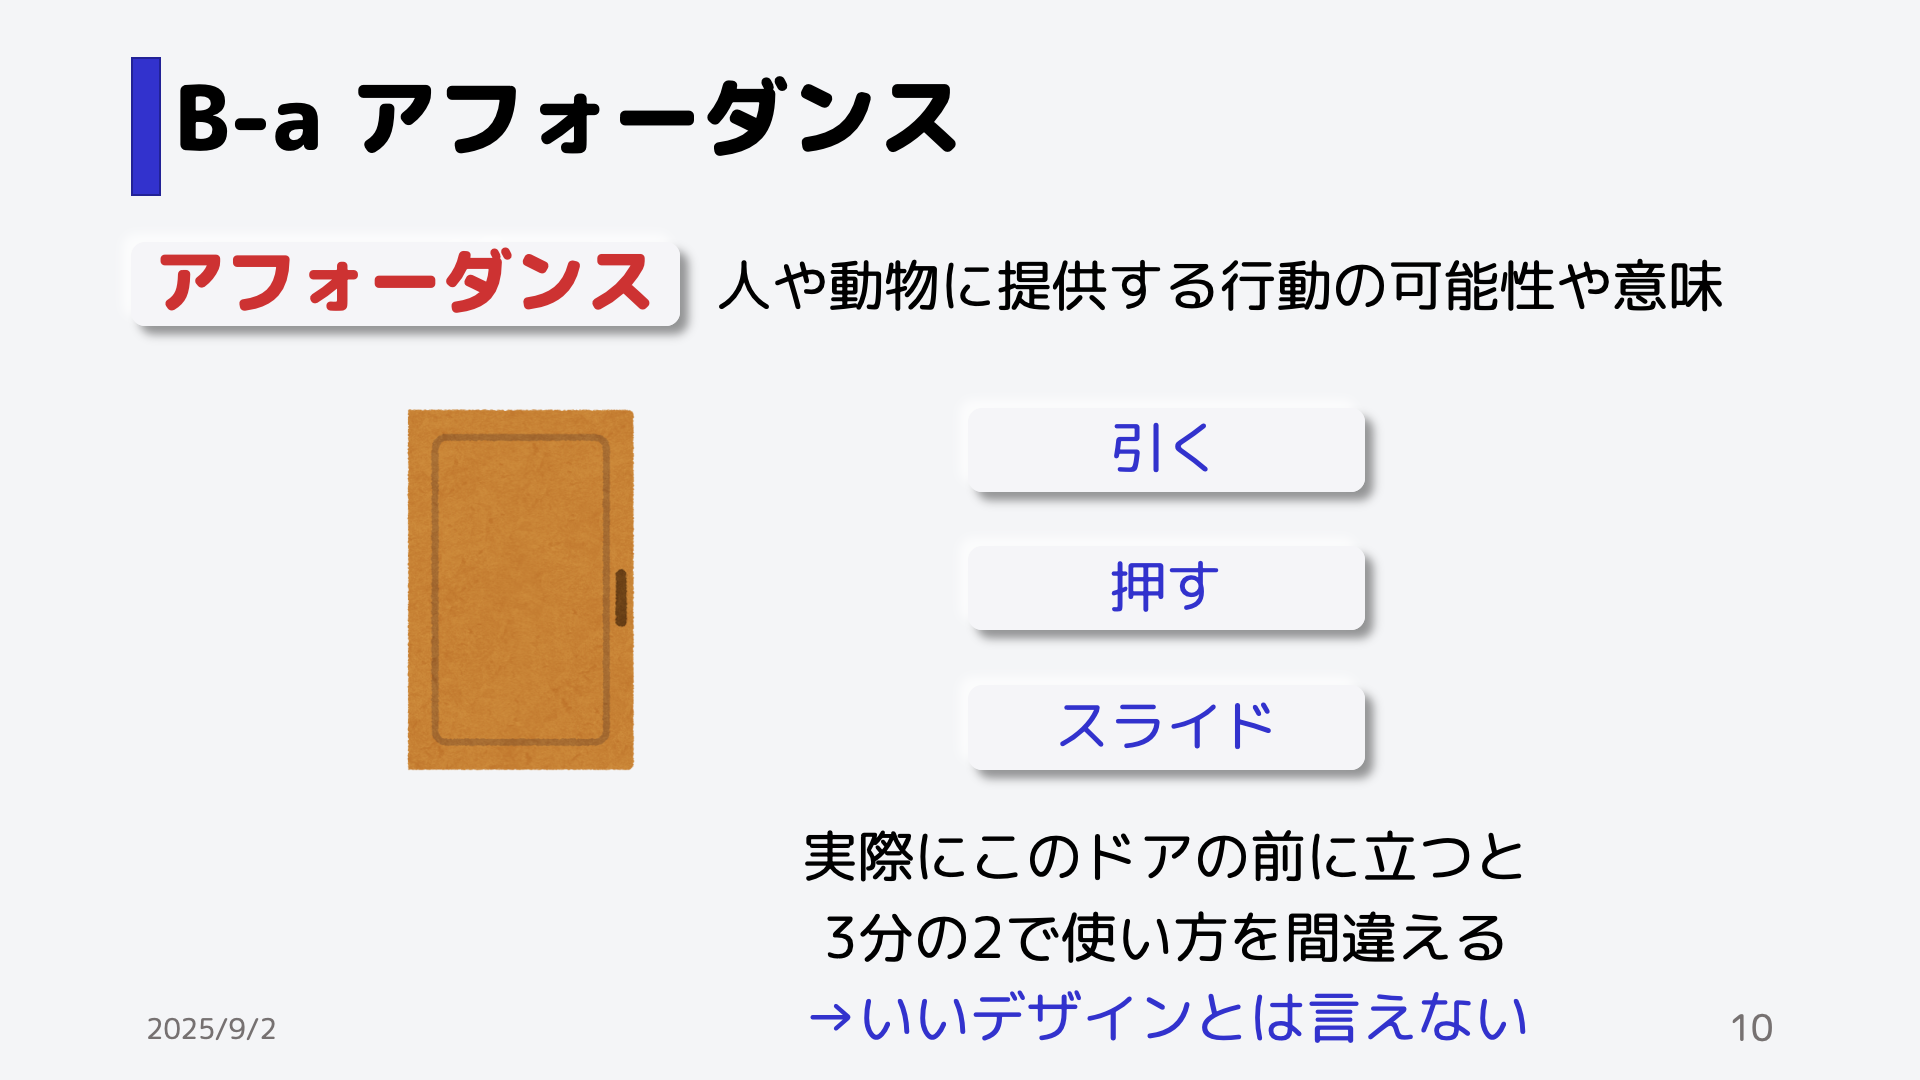 B-a アフォーダンス
アフォーダンス 人や動物に提供する行動の可能性や意味
引く
押す
スライド
実際にこのドアの前に立つと
3分の2で使い方を間違える
→いいデザインとは言えない
2025/9/2
10